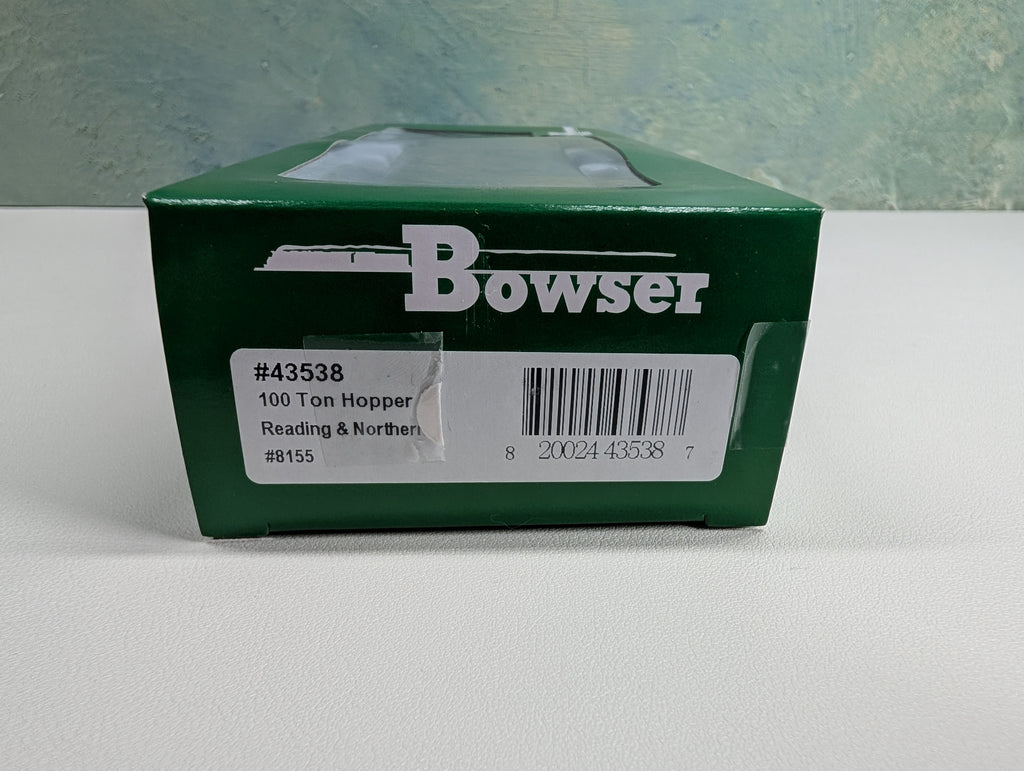 Bowser
#43538
100 Ton Hopper
Reading & Northern
#8155
8 20024 43538 7